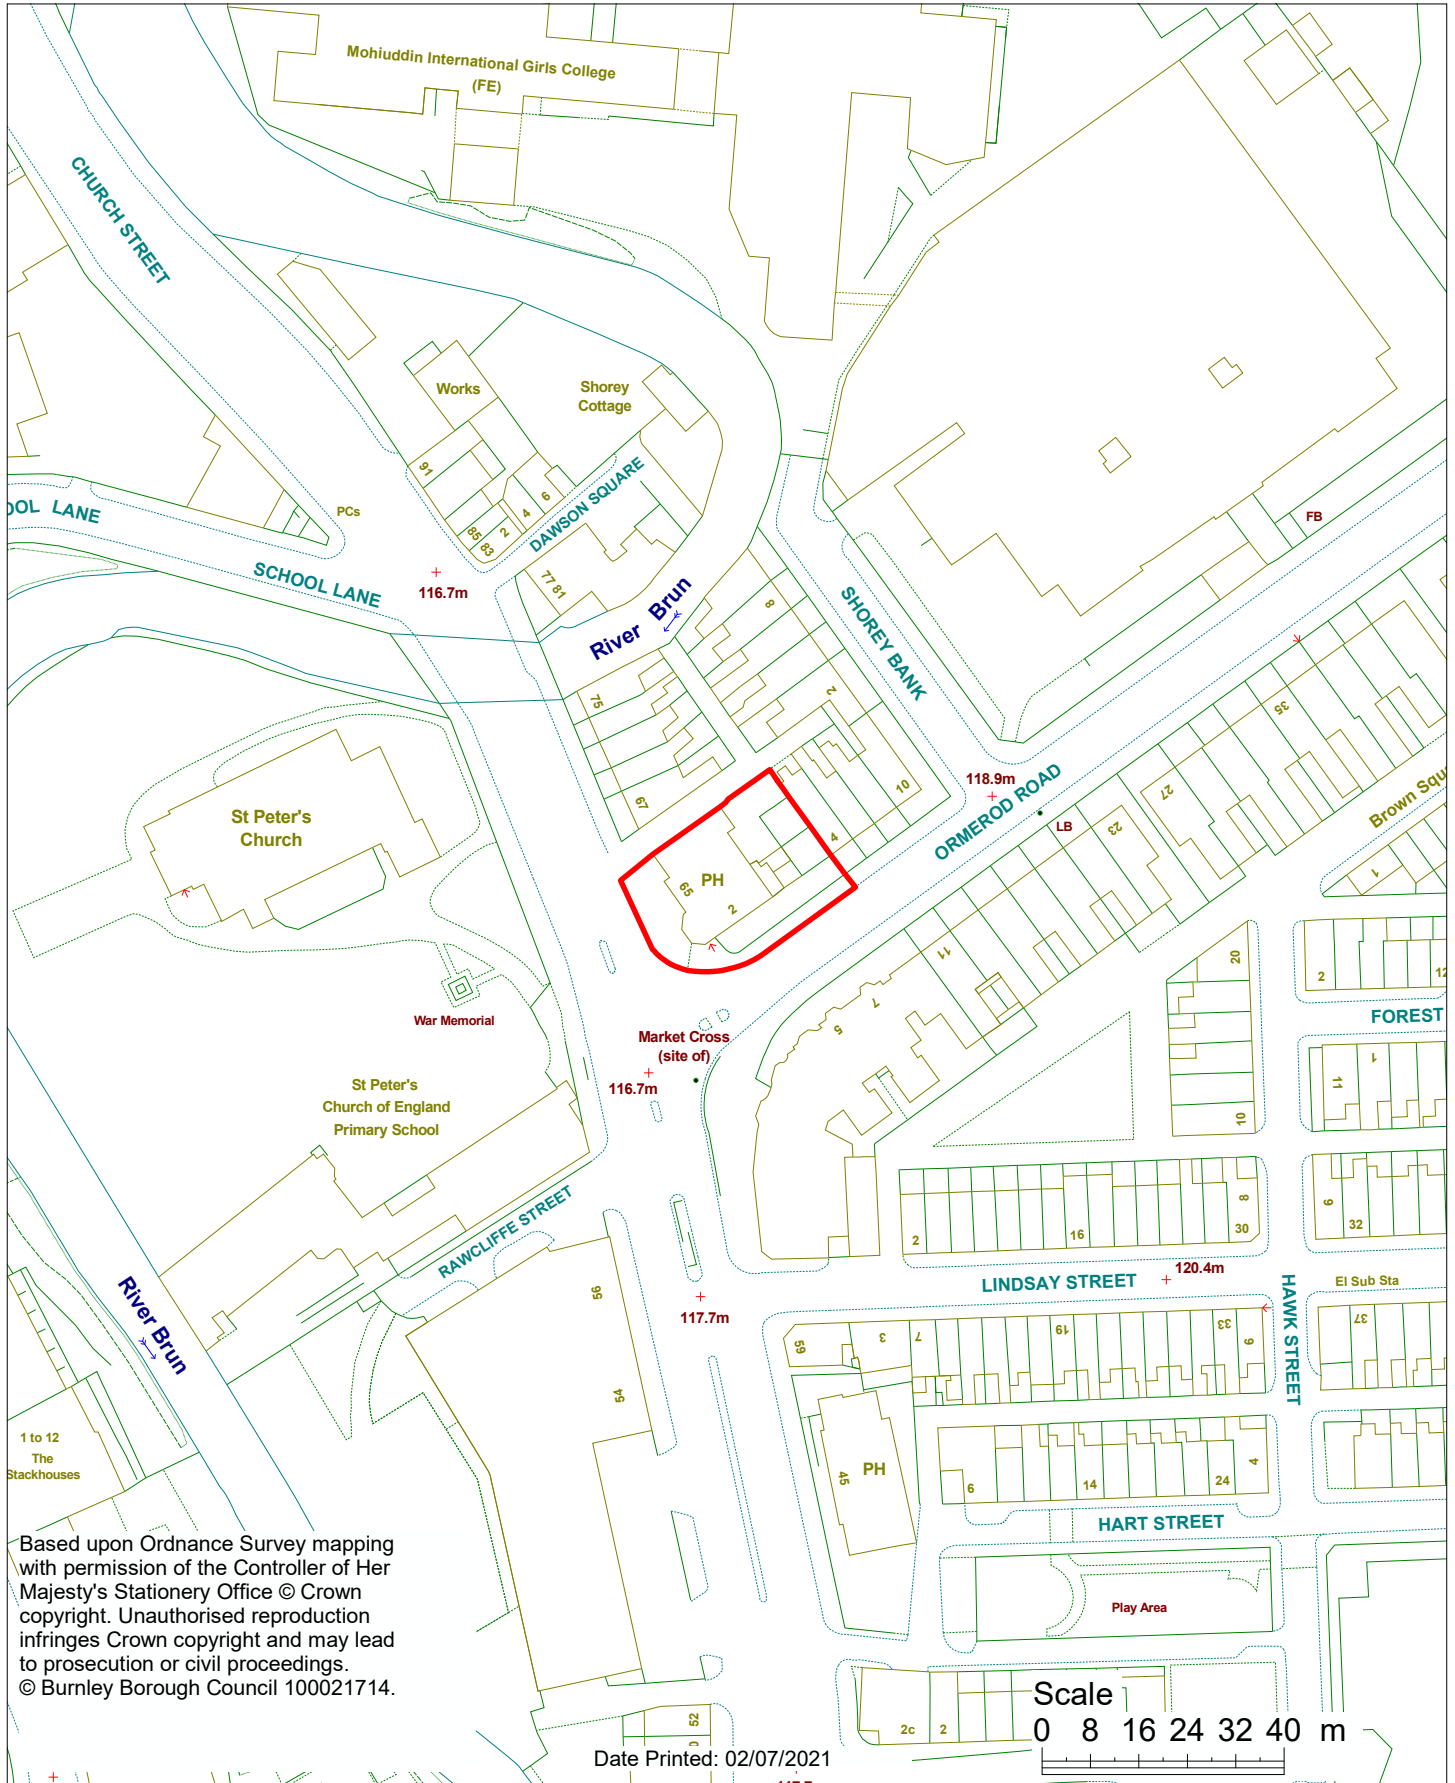 Mohiuddin International Girls College
(FE)
CHURCH STREET
Works
Shorey
Cottage
91
6
4
2
85
83
DAWSON SQUARE
PCs
SCHOOL LANE
FB
116.7m
77 81
River Brun
8
SHOREY BANK
75
2
35
67
10
118.9m
ORMEROD ROAD
27
Brown Squ
St Peter's
Church
LB
23
4
1
65
PH
2
11
20
2
12
7
5
FOREST
War Memorial
Market Cross
(site of)
116.7m
1
11
St Peter's
Church of England
Primary School
10
RAWCLIFFE STREET
8
30
6
32
2
16
120.4m
LINDSAY STREET
HAWK STREET
El Sub Sta
River Brun
56
117.7m
59
3
7
19
33
9
37
54
1 to 12
The
Stackhouses
45
PH
6
14
24
4
HART STREET
Play Area
Based upon Ordnance Survey mapping
with permission of the Controller of Her
Majesty's Stationery Office © Crown
copyright. Unauthorised reproduction
infringes Crown copyright and may lead
to prosecution or civil proceedings.
© Burnley Borough Council 100021714.
52
2c
2
Scale
0 8 16 24 32 40 m
Date Printed: 02/07/2021